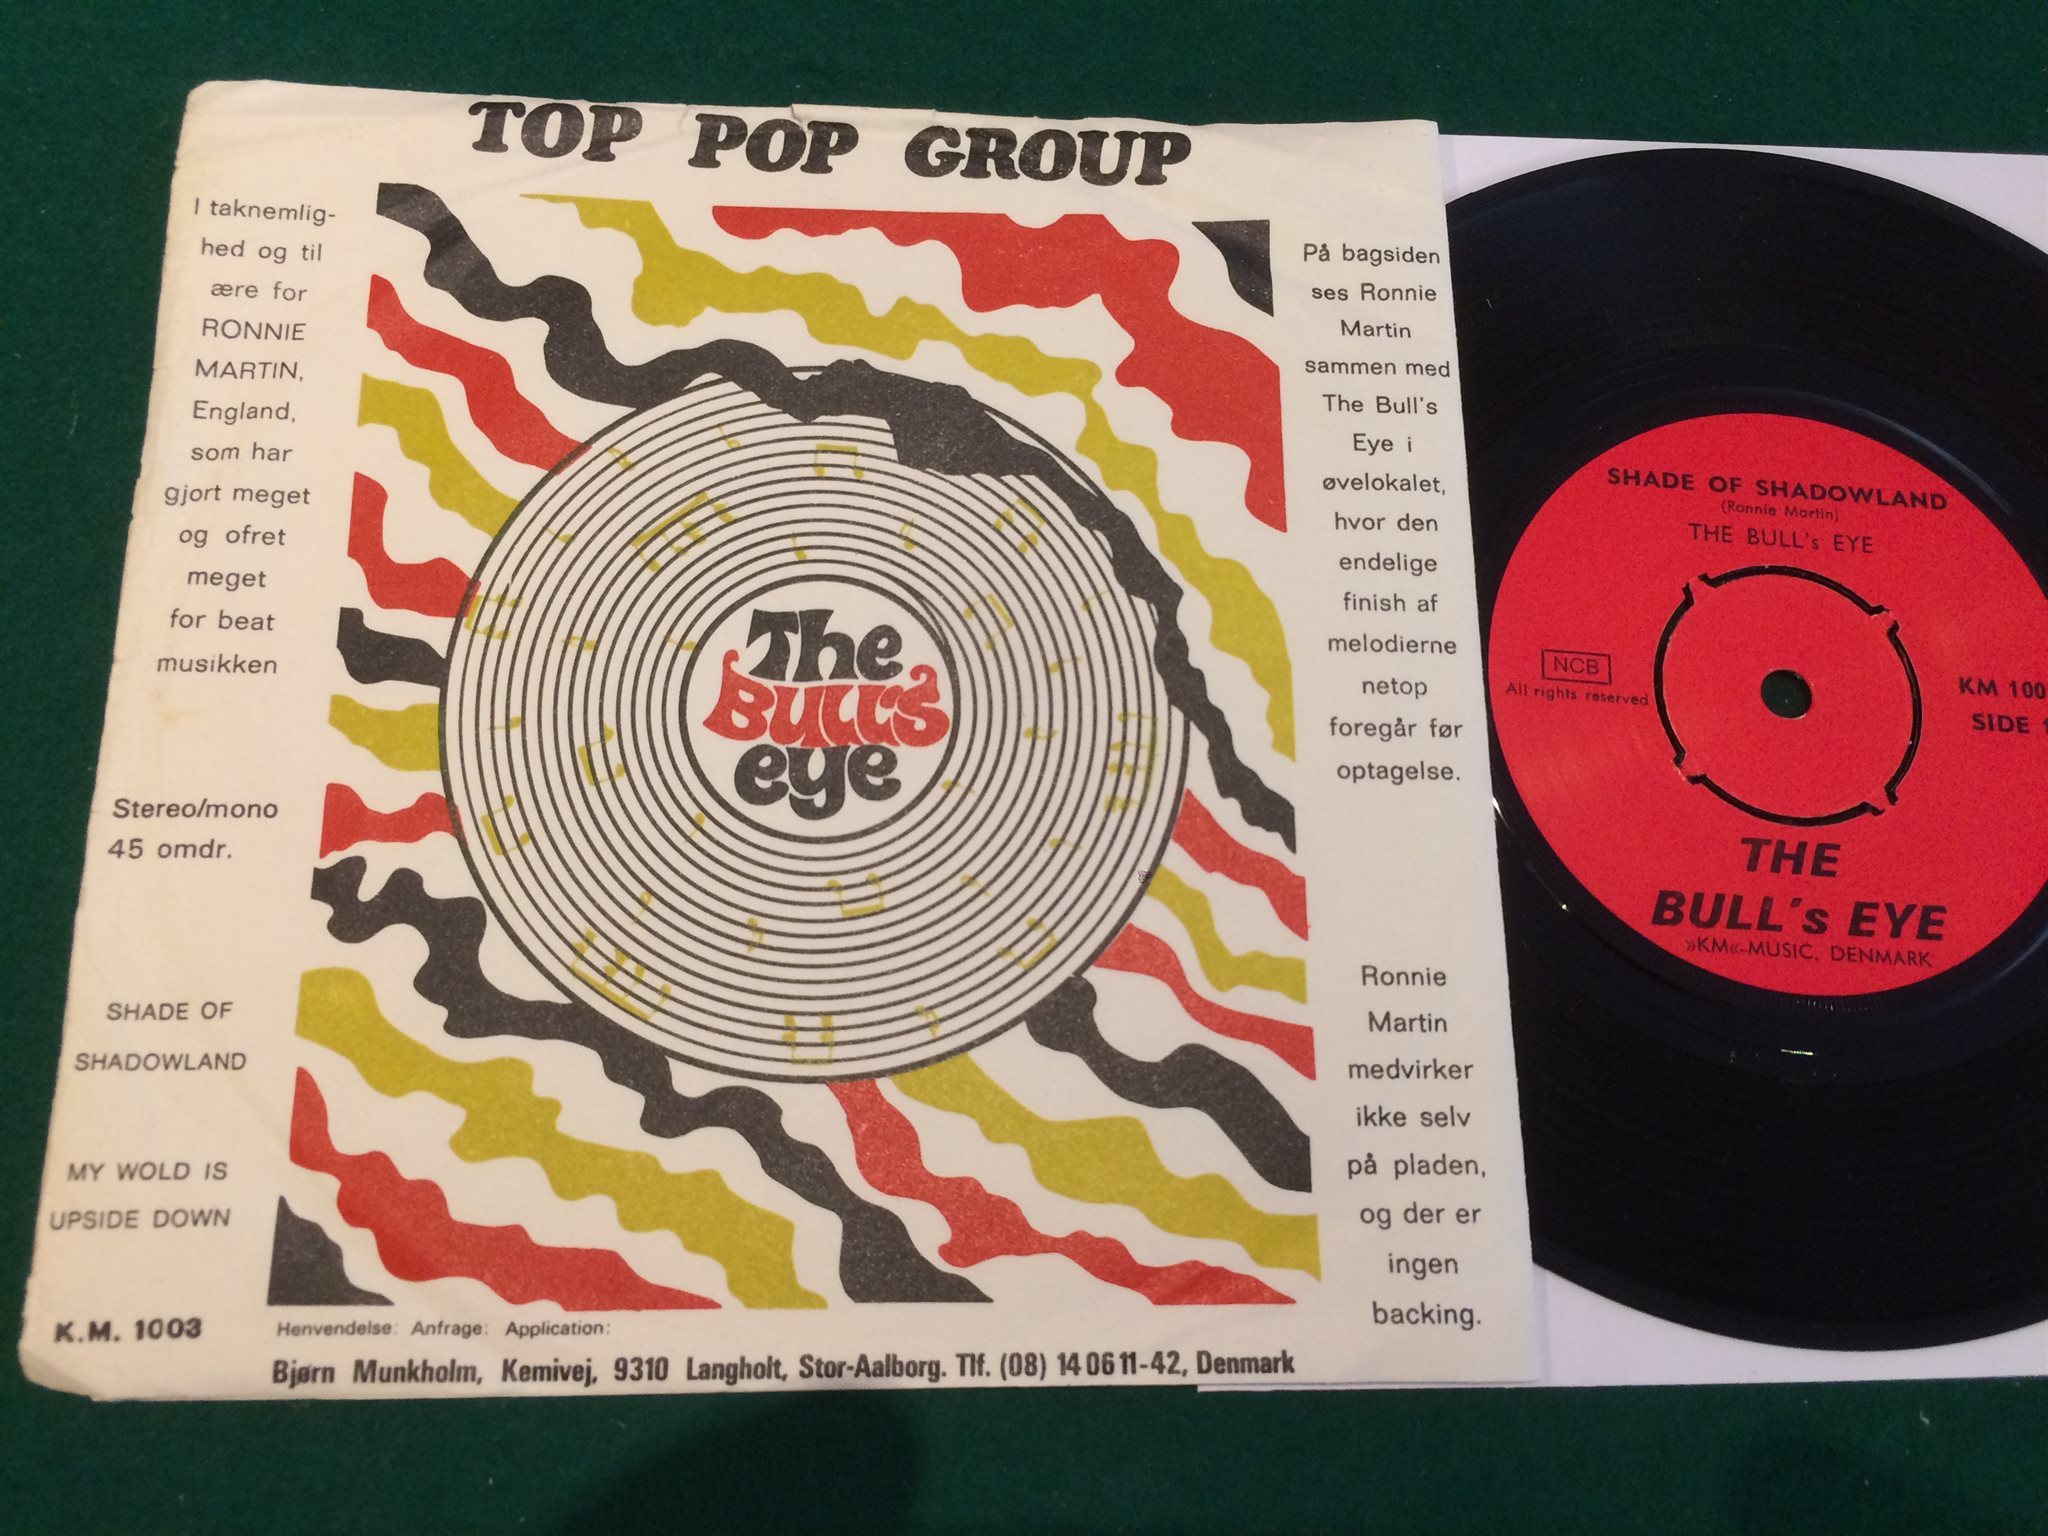 TOP POP GROUP
I taknemlig-
hed og til
ære for
RONNIE
MARTIN,
England,
som har
gjort meget
og ofret
meget
for beat
musikken
Stereo/mono
45 omdr.
SHADE OF
SHADOWLAND
MY WOLD IS
UPSIDE DOWN
K.M. 1003
The
BULL'S
eye
På bagsiden
ses Ronnie
Martin
sammen med
The Bull's
Eye i
øvelokalet,
hvor den
endelige
finish af
melodierne
netop
foregår før
optagelse.
Ronnie
Martin
medvirker
ikke selv
på pladen,
og der er
ingen
backing.
Henvendelse: Anfrage: Application:
Bjørn Munkholm, Kemivej, 9310 Langholt, Stor-Aalborg. Tlf. (08) 14 06 11-42, Denmark
SHADE OF SHADOWLAND
(Ronnie Martin)
THE BULL's EYE
NCB
All rights reserved
KM 100
SIDE 1
THE
BULL's EYE
»KM«-MUSIC, DENMARK